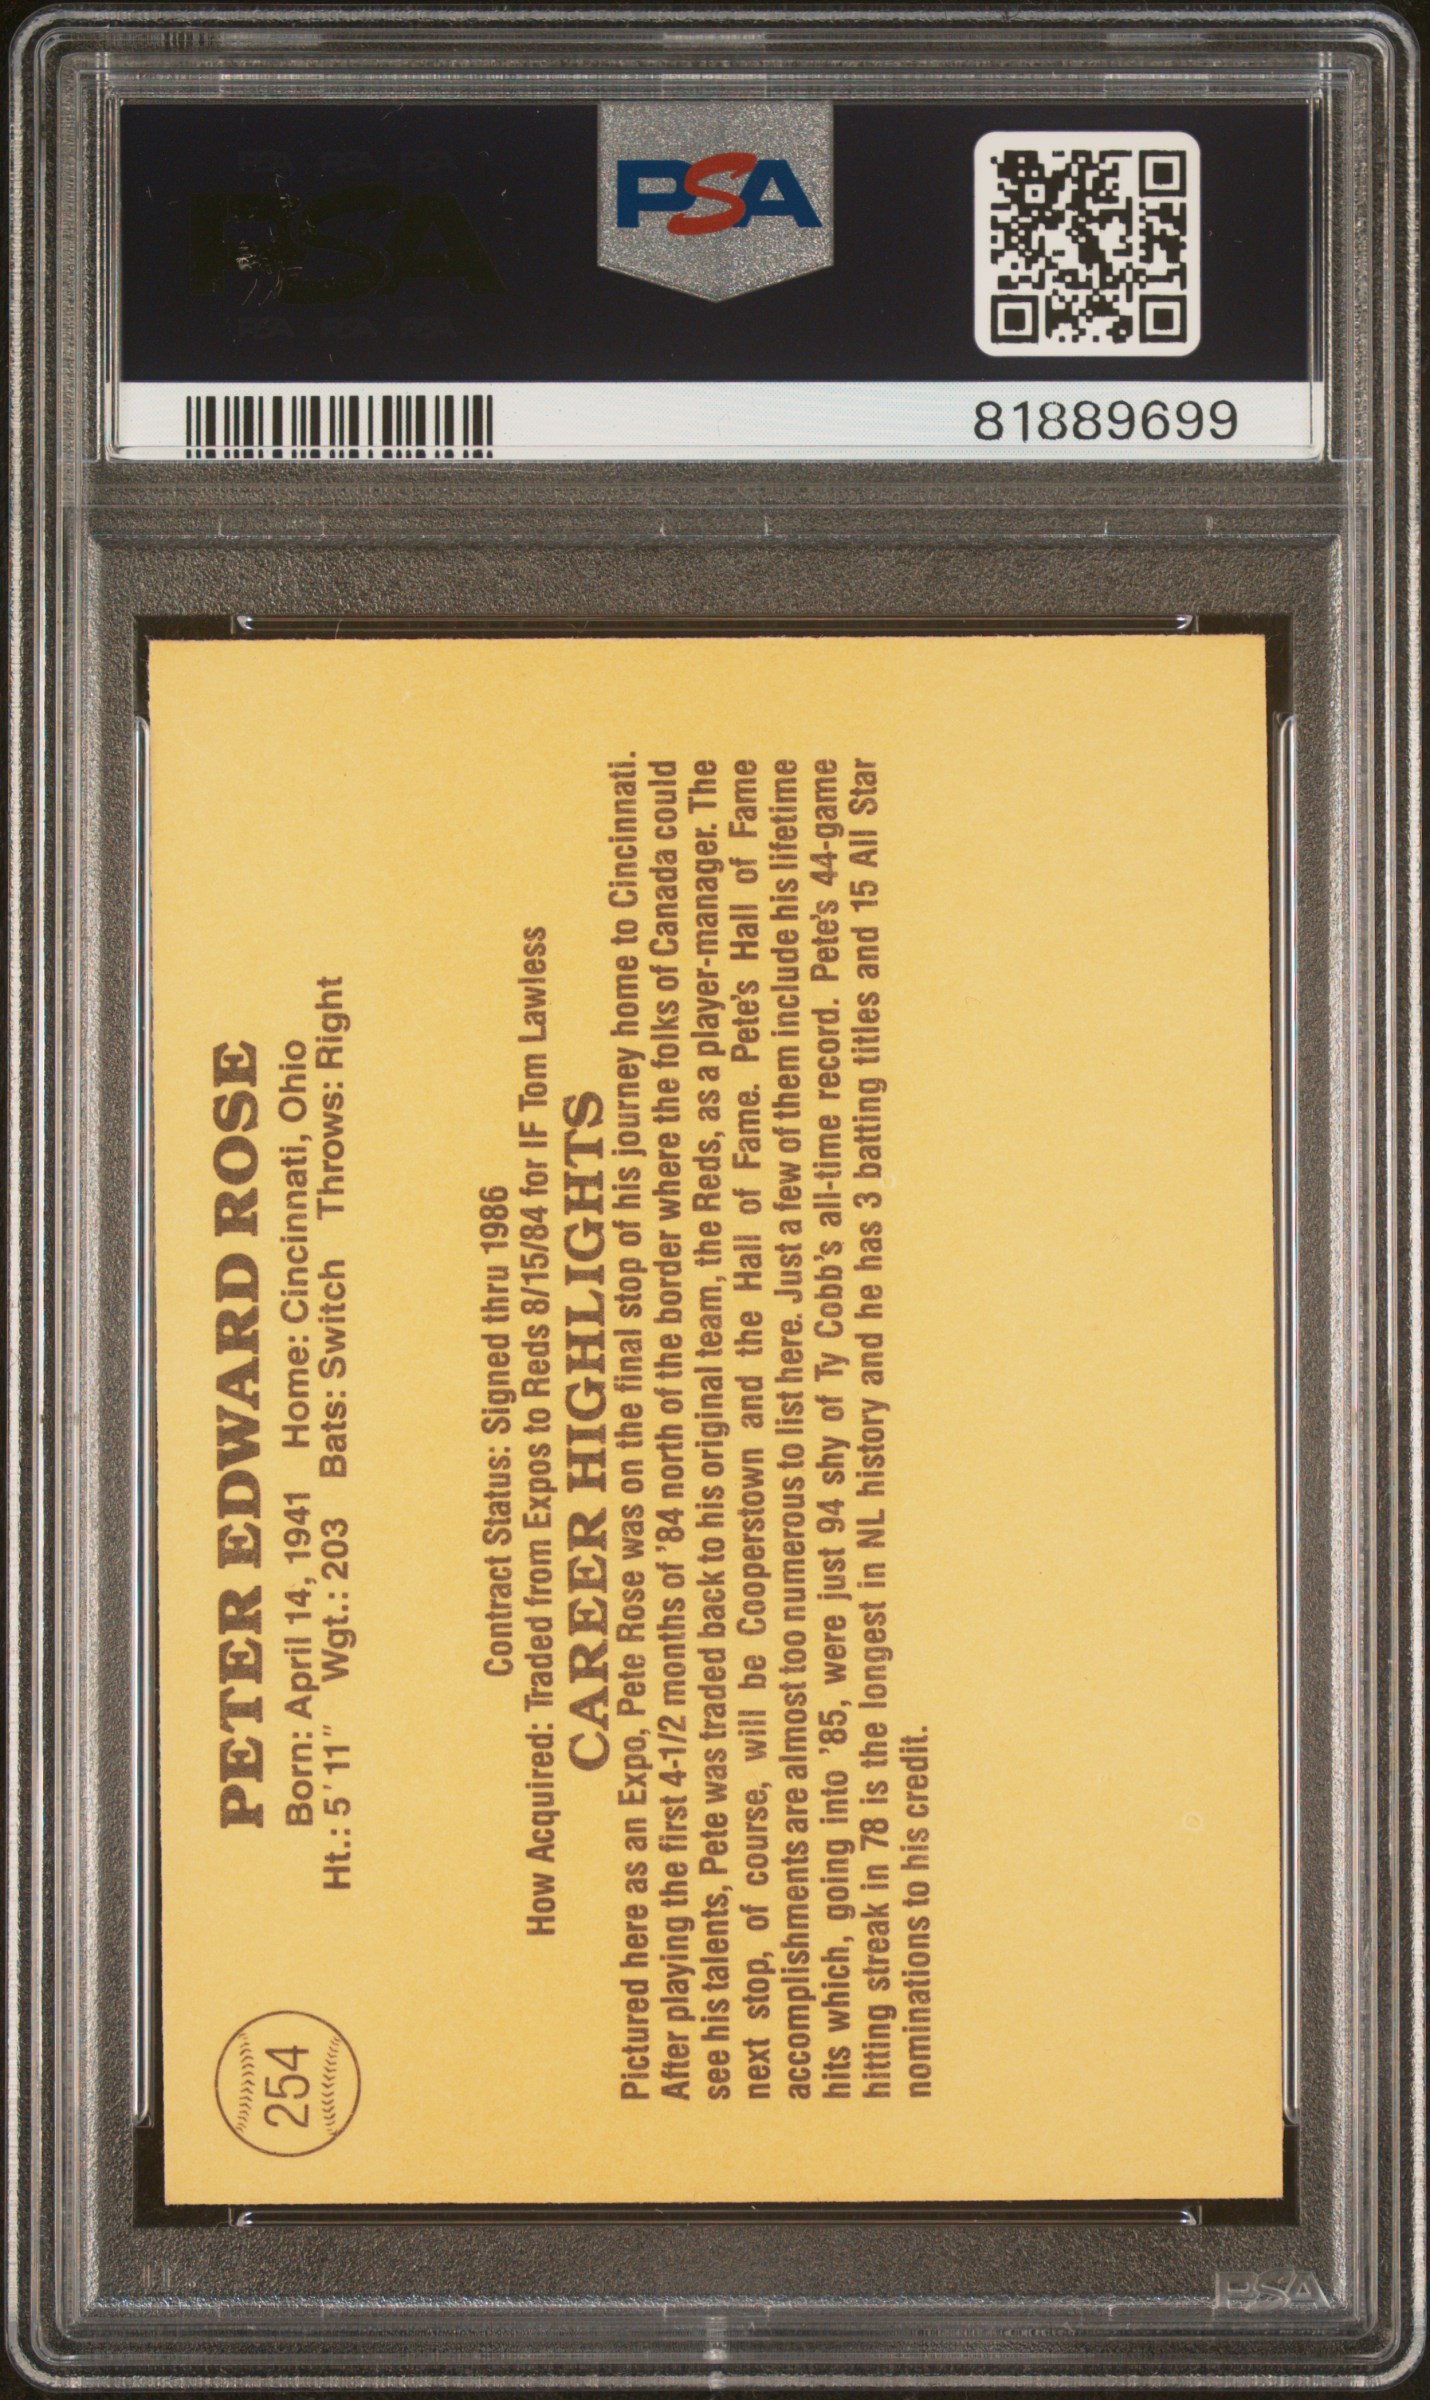 PSA
PSA
81889699
254
PETER EDWARD ROSE
Born: April 14, 1941 Home: Cincinnati, Ohio
Ht.: 5'11" Wgt.: 203 Bats: Switch Throws: Right
Contract Status: Signed thru 1986
How Acquired: Traded from Expos to Reds 8/15/84 for IF Tom Lawless
CAREER HIGHLIGHTS
Pictured here as an Expo, Pete Rose was on the final stop of his journey home to Cincinnati.
After playing the first 4-1/2 months of '84 north of the border where the folks of Canada could
see his talents, Pete was traded back to his original team, the Reds, as a player-manager. The
next stop, of course, will be Cooperstown and the Hall of Fame. Pete's Hall of Fame
accomplishments are almost too numerous to list here. Just a few of them include his lifetime
hits which, going into '85, were just 94 shy of Ty Cobb's all-time record. Pete's 44-game
hitting streak in 78 is the longest in NL history and he has 3 batting titles and 15 All Star
nominations to his credit.
PSA